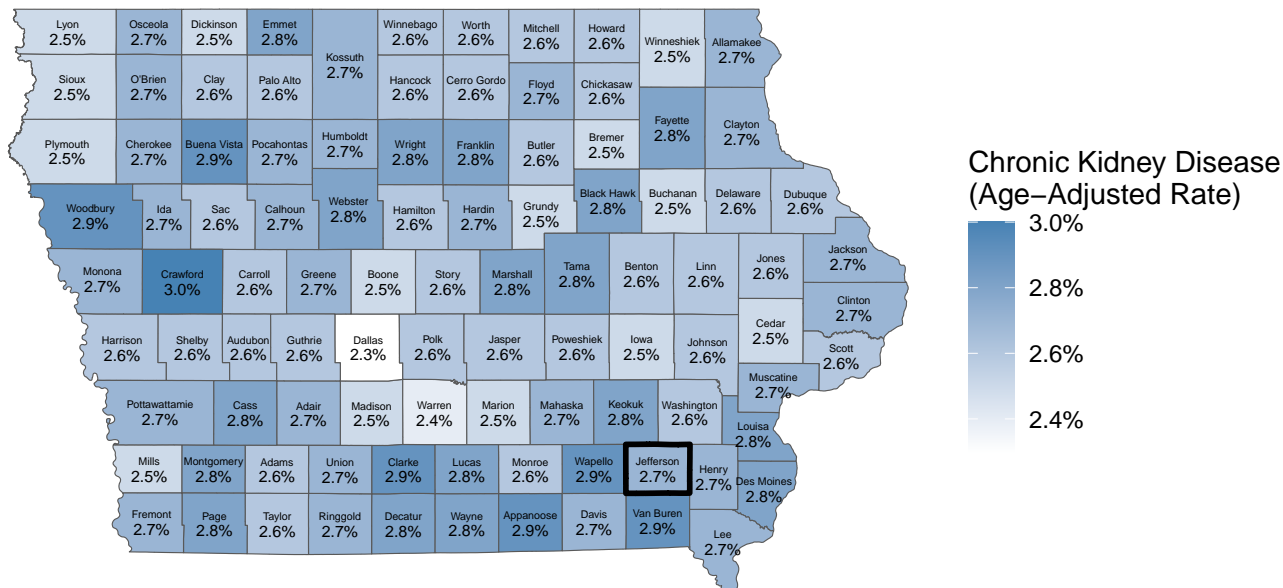 Lyon
2.5%
Osceola
2.7%
Dickinson
2.5%
Emmet
2.8%
Kossuth
2.7%
Winnebago
2.6%
Worth
2.6%
Mitchell
2.6%
Howard
2.6%
Winneshiek
2.5%
Allamakee
2.7%
Sioux
2.5%
O'Brien
2.7%
Clay
2.6%
Palo Alto
2.6%
Hancock
2.6%
Cerro Gordo
2.6%
Floyd
2.7%
Chickasaw
2.6%
Fayette
2.8%
Clayton
2.7%
Plymouth
2.5%
Cherokee
2.7%
Buena Vista
2.9%
Pocahontas
2.7%
Humboldt
2.7%
Wright
2.8%
Franklin
2.8%
Butler
2.6%
Bremer
2.5%
Woodbury
2.9%
Ida
2.7%
Sac
2.6%
Calhoun
2.7%
Webster
2.8%
Hamilton
2.6%
Hardin
2.7%
Grundy
2.5%
Black Hawk
2.8%
Buchanan
2.5%
Delaware
2.6%
Dubuque
2.6%
Monona
2.7%
Crawford
3.0%
Carroll
2.6%
Greene
2.7%
Boone
2.5%
Story
2.6%
Marshall
2.8%
Tama
2.8%
Benton
2.6%
Linn
2.6%
Jones
2.6%
Jackson
2.7%
Clinton
2.7%
Cedar
2.5%
Scott
2.6%
Harrison
2.6%
Shelby
2.6%
Audubon
2.6%
Guthrie
2.6%
Dallas
2.3%
Polk
2.6%
Jasper
2.6%
Poweshiek
2.6%
Iowa
2.5%
Johnson
2.6%
Muscatine
2.7%
Pottawattamie
2.7%
Cass
2.8%
Adair
2.7%
Madison
2.5%
Warren
2.4%
Marion
2.5%
Mahaska
2.7%
Keokuk
2.8%
Washington
2.6%
Louisa
2.8%
Mills
2.5%
Montgomery
2.8%
Adams
2.6%
Union
2.7%
Clarke
2.9%
Lucas
2.8%
Monroe
2.6%
Wapello
2.9%
Jefferson
2.7%
Henry
2.7%
Des Moines
2.8%
Fremont
2.7%
Page
2.8%
Taylor
2.6%
Ringgold
2.7%
Decatur
2.8%
Wayne
2.8%
Appanoose
2.9%
Davis
2.7%
Van Buren
2.9%
Lee
2.7%
Chronic Kidney Disease
(Age−Adjusted Rate)
3.0%
2.8%
2.6%
2.4%